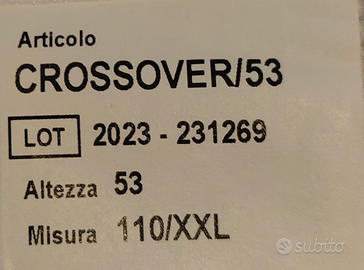 Articolo
CROSSOVER/53
LOT 2023 - 231269
Altezza 53
Misura 110/XXL
subito